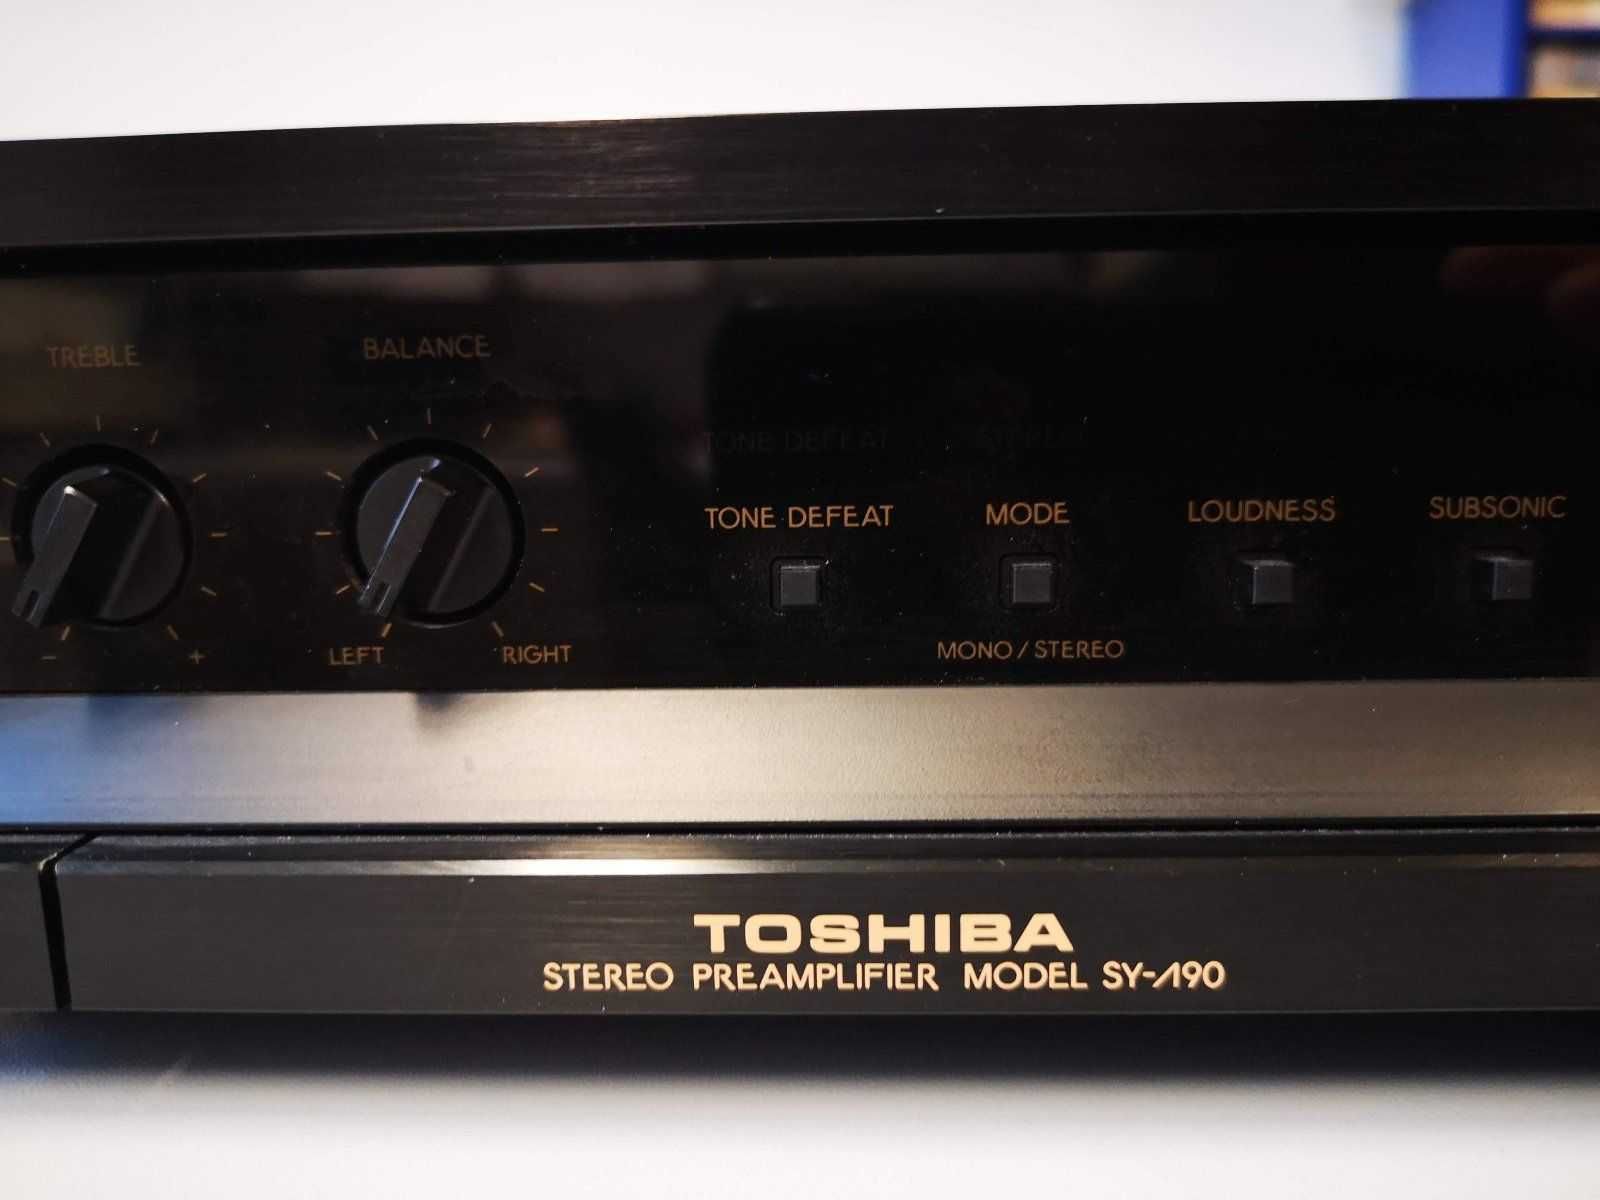 TREBLE
BALANCE
TONE DEFEAT
MODE
LOUDNESS
SUBSONIC
- +
LEFT RIGHT
MONO / STEREO
TOSHIBA
STEREO PREAMPLIFIER MODEL SY-Λ90